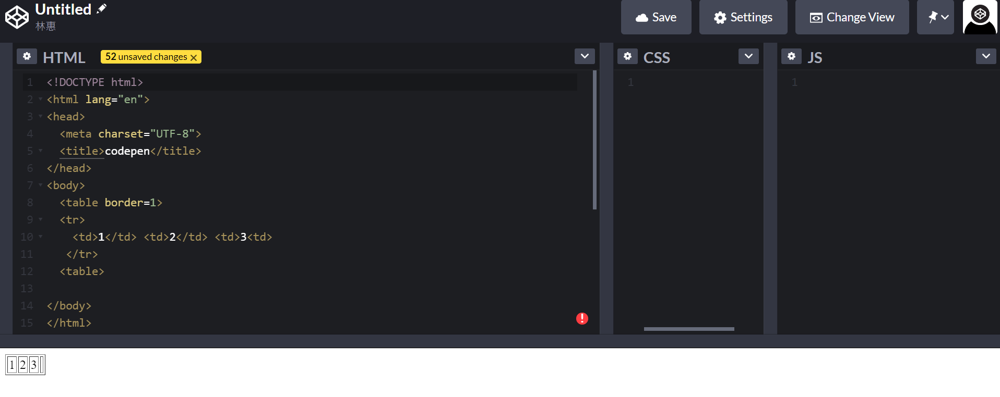 Untitled
林惠
Save
Settings
Change View
HTML
52 unsaved changes ×
CSS
JS
1 <!DOCTYPE html>
2 <html lang="en">
3 <head>
4 <meta charset="UTF-8">
5 <title>codepen</title>
6 </head>
7 <body>
8 <table border=1>
9 <tr>
10 <td>1</td> <td>2</td> <td>3<td>
11 </tr>
12 <table>
13
14 </body>
15 </html>
1
1
!
1 2 3